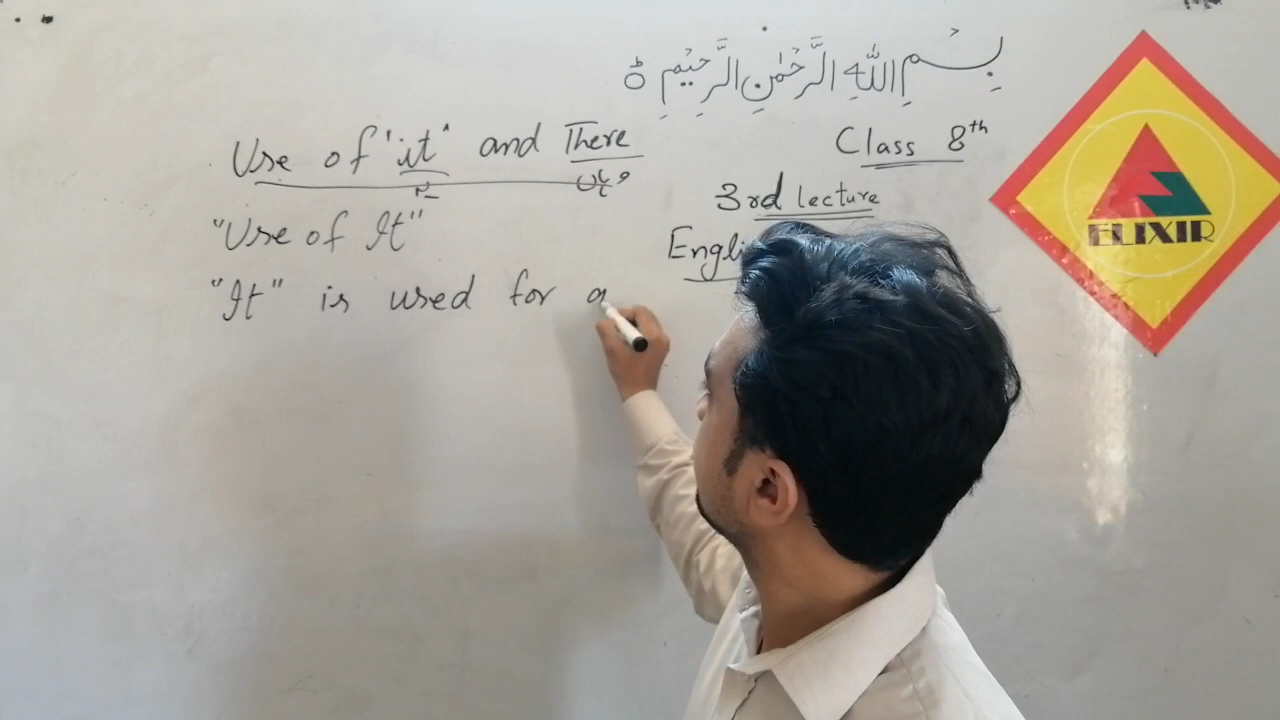 بِسْمِ اللّٰهِ الرَّحْمٰنِ الرَّحِیْمِ ہ
Use of "it" and There
یہ وہاں
Class 8th
3rd lecture
"Use of It"
Engli
"It" is used for a
ELIXIR